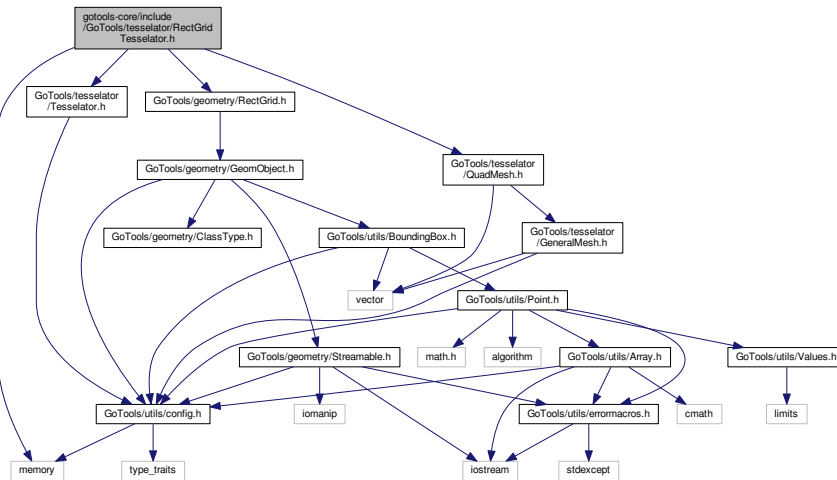 gotools-core/include
/GoTools/tesselator/RectGrid
Tesselator.h
GoTools/tesselator
/Tesselator.h
GoTools/geometry/RectGrid.h
GoTools/geometry/GeomObject.h
GoTools/tesselator
/QuadMesh.h
GoTools/geometry/ClassType.h
GoTools/utils/BoundingBox.h
GoTools/tesselator
/GeneralMesh.h
vector
GoTools/utils/Point.h
GoTools/geometry/Streamable.h
math.h
algorithm
GoTools/utils/Array.h
GoTools/utils/Values.h
GoTools/utils/config.h
iomanip
GoTools/utils/errormacros.h
cmath
limits
memory
type_traits
iostream
stdexcept